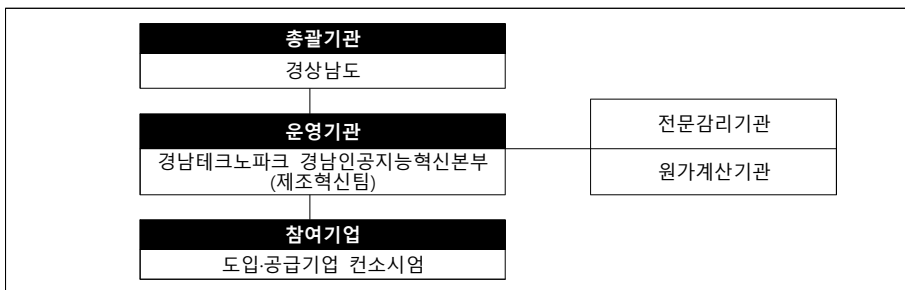 총괄기관
경상남도
운영기관
경남테크노파크 경남인공지능혁신본부
(제조혁신팀)
전문감리기관
원가계산기관
참여기업
도입·공급기업 컨소시엄